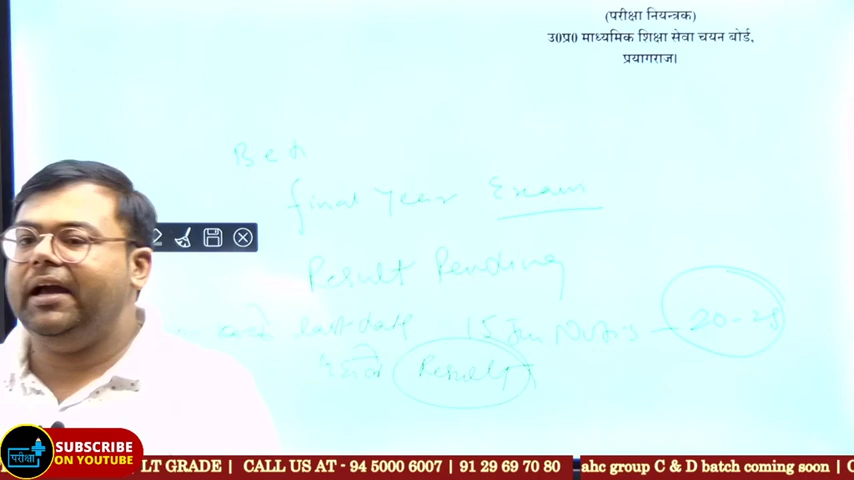 (परीक्षा नियन्त्रक)
उ0प्र0 माध्यमिक शिक्षा सेवा चयन बोर्ड,
प्रयागराज।
final Year Exam
Result Pending
last date 15 Jan 20-28
Result
परीक्षा
SUBSCRIBE
ON YOUTUBE
LT GRADE | CALL US AT - 94 5000 6007 | 91 29 69 70 80 ahc group C & D batch coming soon |